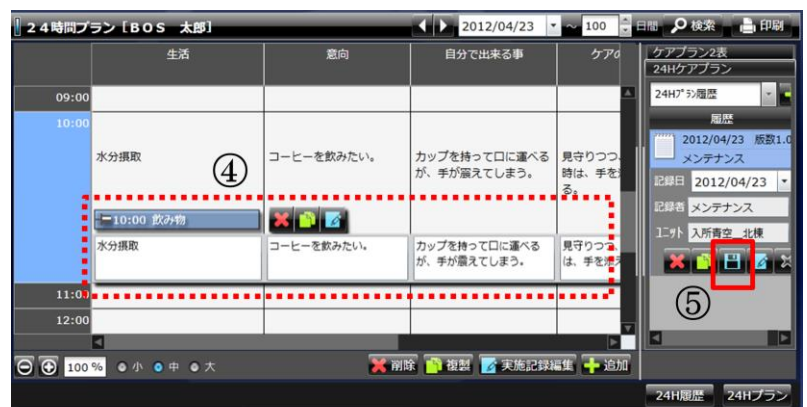 24時間プラン [BOS 太郎]
2012/04/23 ～ 100 日間 検索 印刷
生活 意向 自分で出来る事 ケアの
09:00
10:00
水分摂取
④
コーヒーを飲みたい。
カップを持って口に運べる
が、手が震えてしまう。
見守りつつ、
時は、手を
る。
10:00 飲み物
水分摂取
コーヒーを飲みたい。
カップを持って口に運べる
が、手が震えてしまう。
見守りつつ、
は、手を添え
11:00
12:00
100 % 小 中 大
削除 複製 実施記録編集 追加
ケアプラン2表
24Hケアプラン
24Hプラン履歴
履歴
2012/04/23 版数1.0
メンテナンス
記録日 2012/04/23
記録者 メンテナンス
ユニット 入所青空_北棟
⑤
24H履歴 24Hプラン